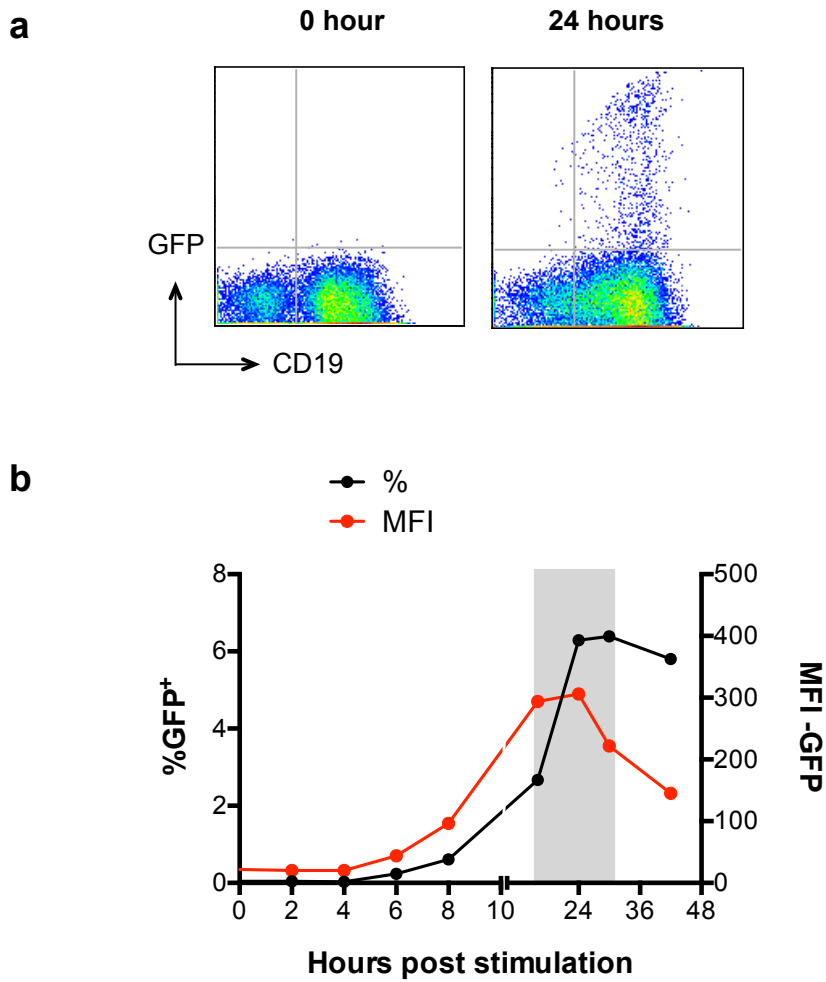 a
0 hour
24 hours
GFP
CD19
b
%
MFI
8
6
4
2
0
%GFP+
500
400
300
200
100
0
MFI -GFP
0 2 4 6 8 10 24 36 48
Hours post stimulation